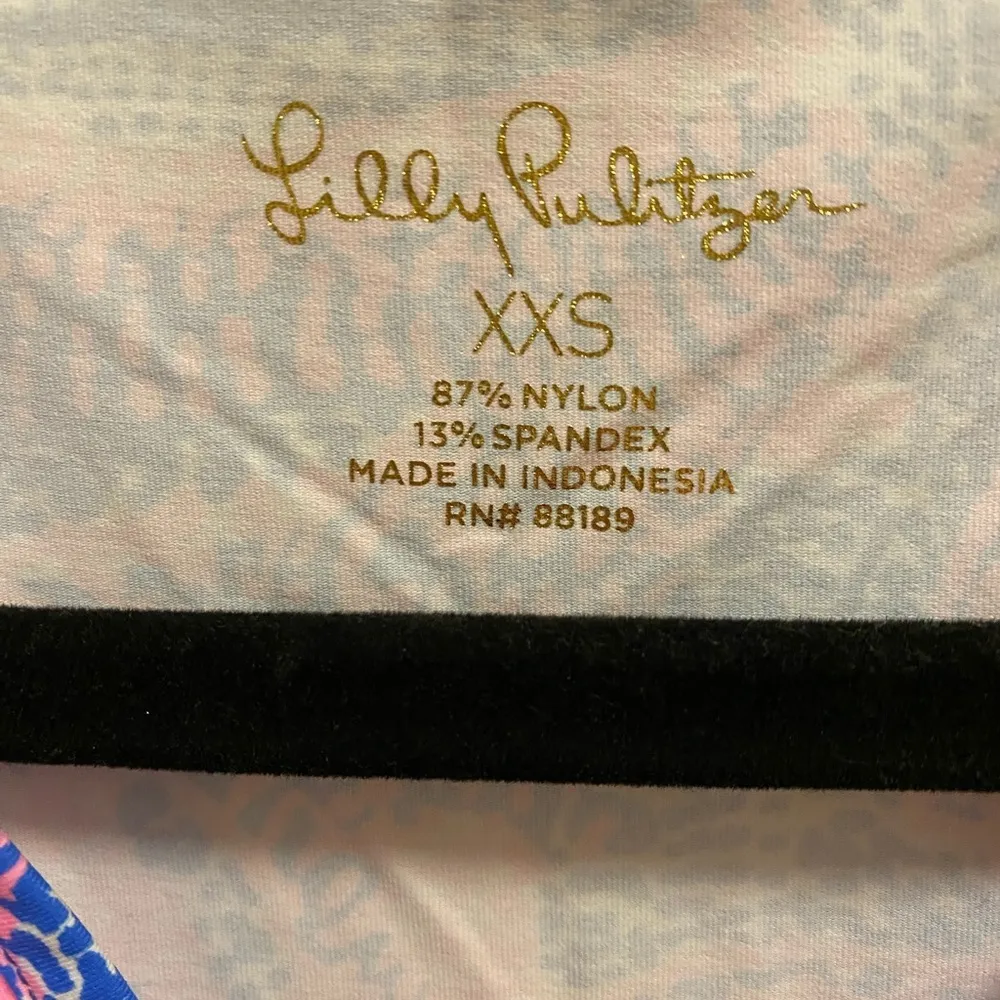 Lilly Pulitzer
XXS
87% NYLON
13% SPANDEX
MADE IN INDONESIA
RN# 88189